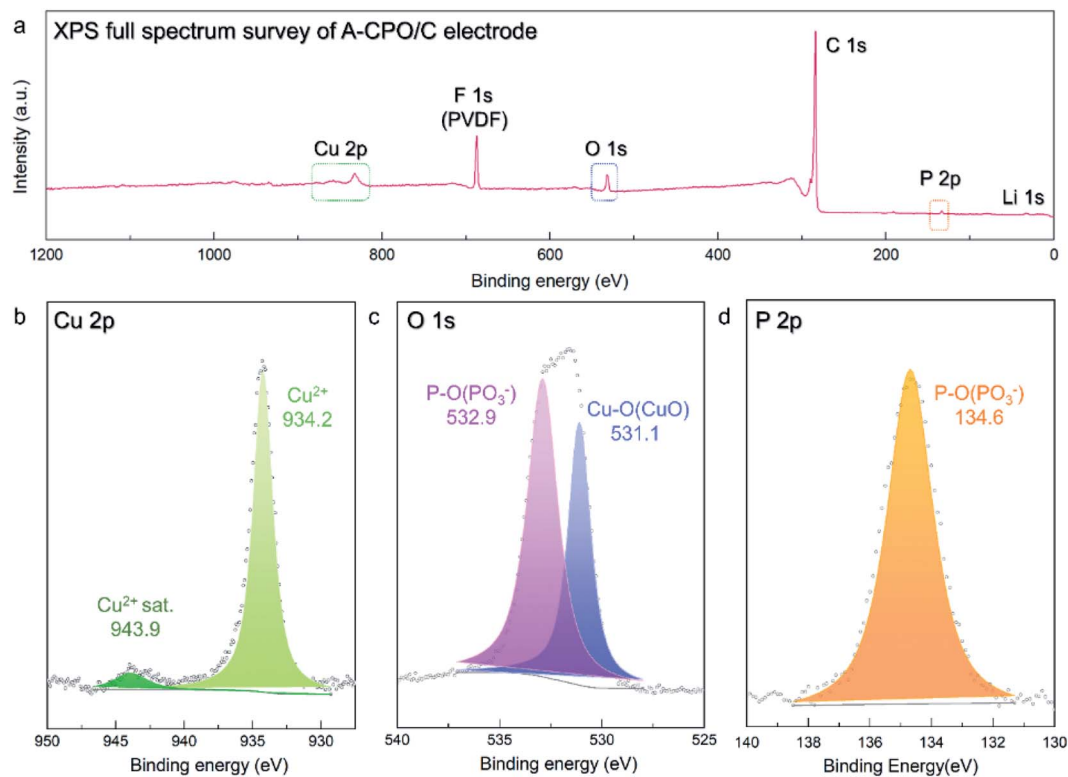 a
XPS full spectrum survey of A-CPO/C electrode
C 1s
F 1s
(PVDF)
Cu 2p
O 1s
P 2p
Li 1s
Intensity (a.u.)
1200 1000 800 600 400 200 0
Binding energy (eV)
b Cu 2p
Cu²⁺
934.2
Cu²⁺ sat.
943.9
950 945 940 935 930
Binding energy (eV)
c O 1s
P-O(PO₃⁻)
532.9
Cu-O(CuO)
531.1
540 535 530 525
Binding energy (eV)
d P 2p
P-O(PO₃⁻)
134.6
140 138 136 134 132 130
Binding Energy(eV)